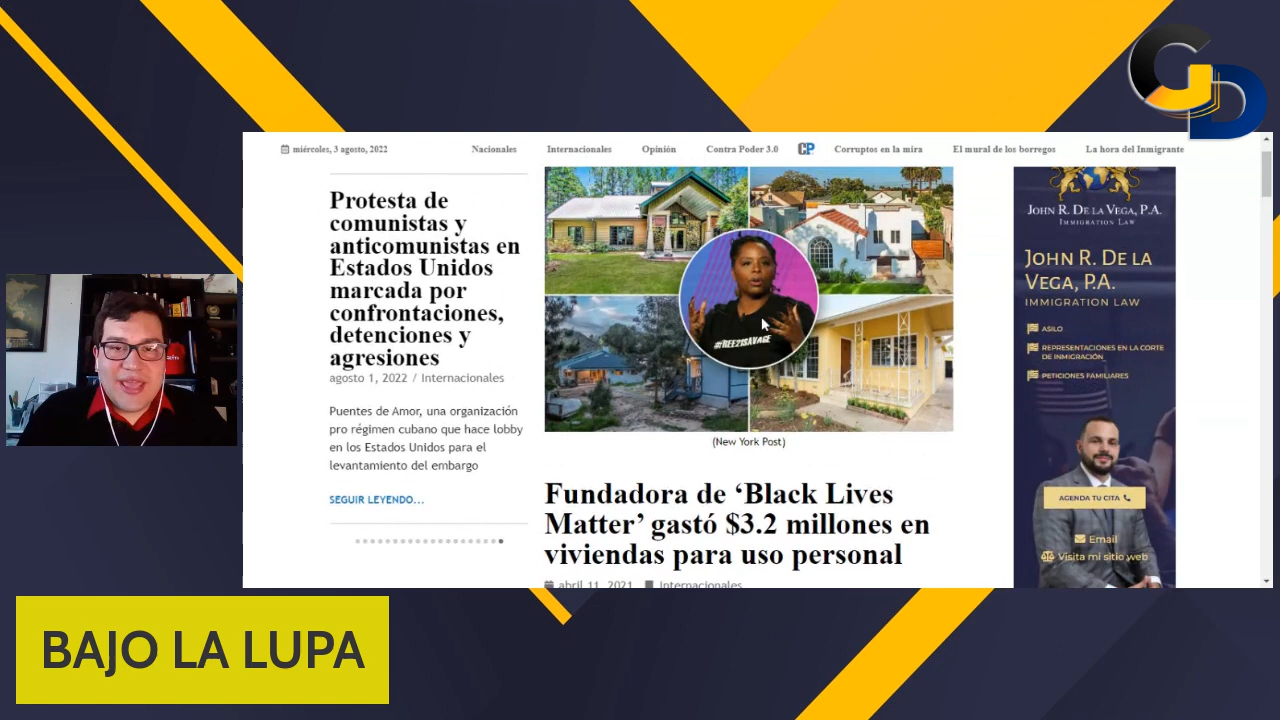 GD
miércoles, 3 agosto, 2022
Nacionales
Internacionales
Opinión
Contra Poder 3.0
CP
Corruptos en la mira
El mural de los borregos
La hora del Inmigrante
Protesta de
comunistas y
anticomunistas en
Estados Unidos
marcada por
confrontaciones,
detenciones y
agresiones
agosto 1, 2022 / Internacionales
Puentes de Amor, una organización
pro régimen cubano que hace lobby
en los Estados Unidos para el
levantamiento del embargo
SEGUIR LEYENDO...
#FREE21SAVAGE
(New York Post)
Fundadora de ‘Black Lives
Matter’ gastó $3.2 millones en
viviendas para uso personal
abril 11, 2021
Internacionales
JOHN R. DE LA VEGA, P.A.
IMMIGRATION LAW
JOHN R. DE LA
VEGA, P.A.
IMMIGRATION LAW
ASILO
REPRESENTACIONES EN LA CORTE
DE INMIGRACIÓN
PETICIONES FAMILIARES
AGENDA TU CITA
Email
Visita mi sitio web
BAJO LA LUPA